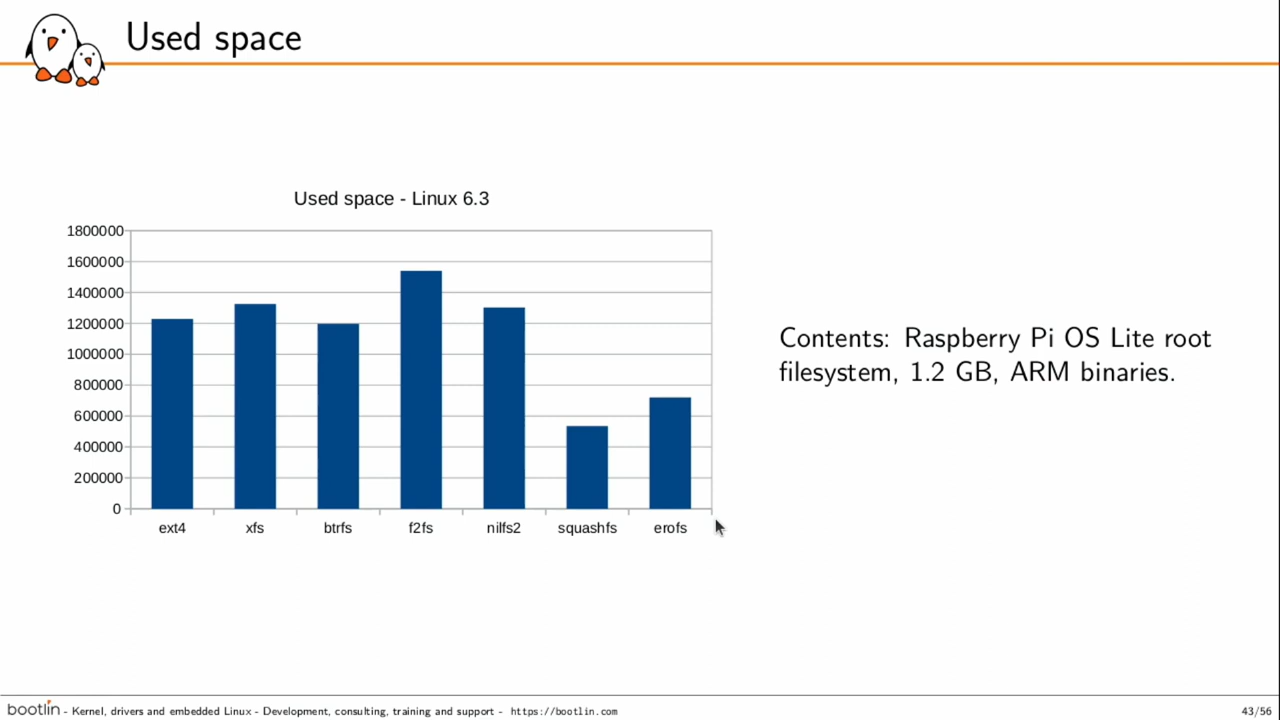 Used space
Used space - Linux 6.3
1800000
1600000
1400000
1200000
1000000
800000
600000
400000
200000
0
ext4 xfs btrfs f2fs nilfs2 squashfs erofs
Contents: Raspberry Pi OS Lite root
filesystem, 1.2 GB, ARM binaries.
bootlin - Kernel, drivers and embedded Linux - Development, consulting, training and support - https://bootlin.com 43/56